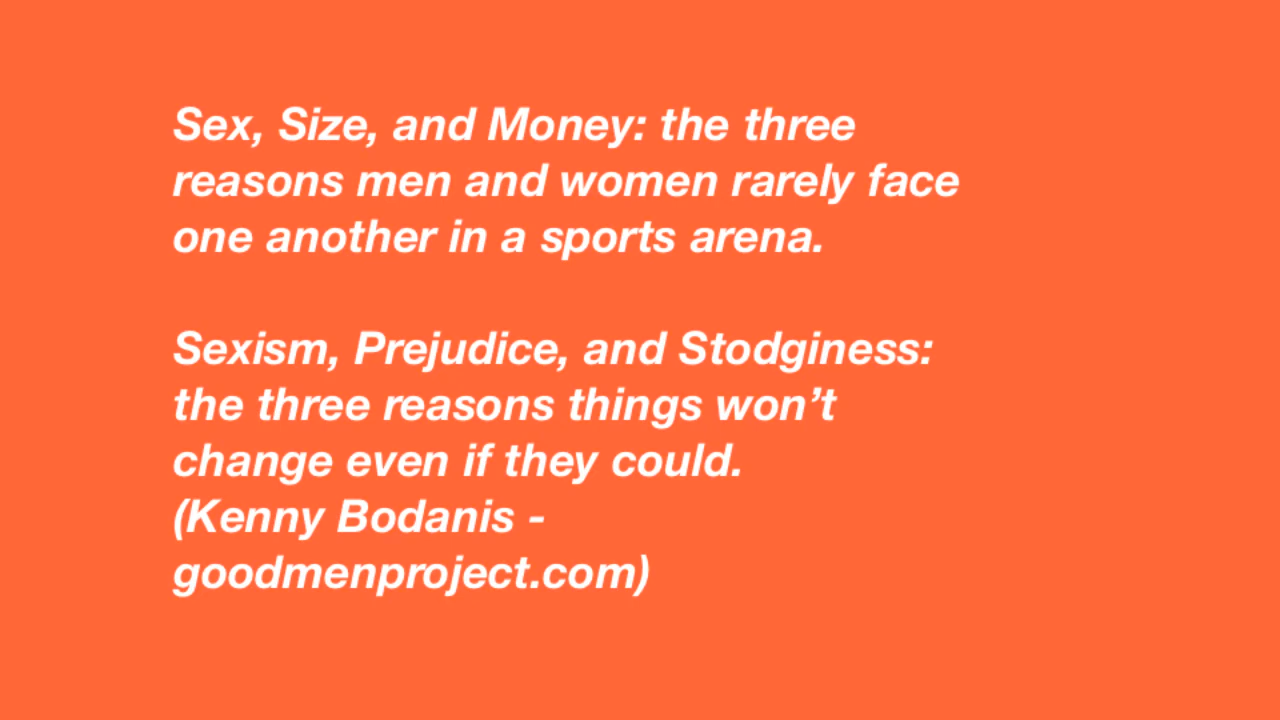 Sex, Size, and Money: the three
reasons men and women rarely face
one another in a sports arena.
Sexism, Prejudice, and Stodginess:
the three reasons things won’t
change even if they could.
(Kenny Bodanis -
goodmenproject.com)